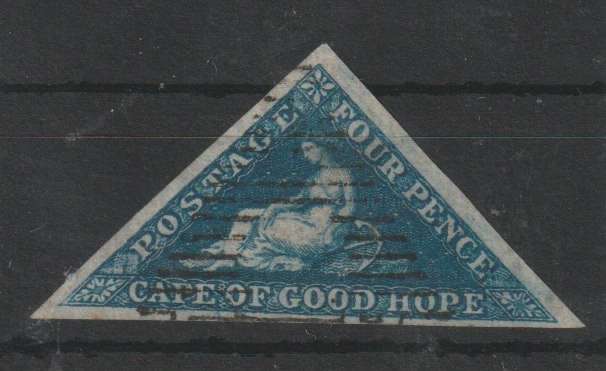 POSTAGE
FOUR PENCE
CAPE OF GOOD HOPE